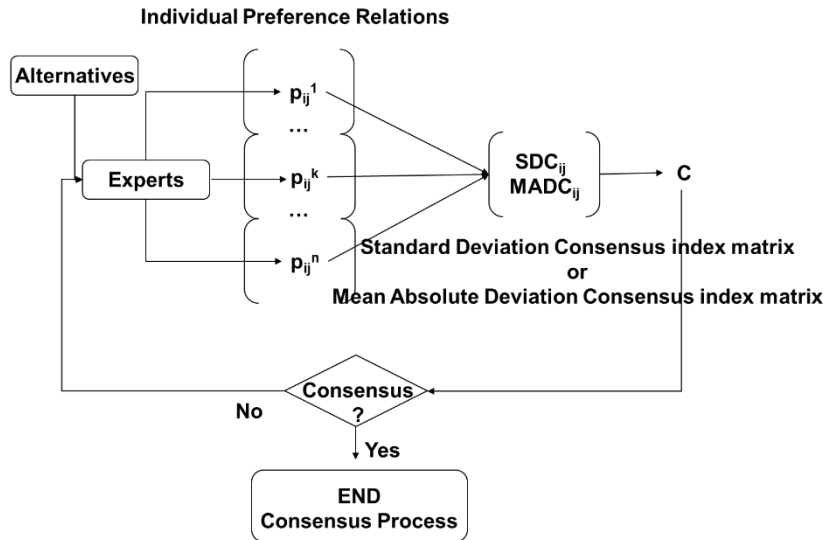 Individual Preference Relations
Alternatives
pij1
...
Experts
pijk
...
pijn
SDCij
MADCij
C
Standard Deviation Consensus index matrix
or
Mean Absolute Deviation Consensus index matrix
Consensus
?
No
Yes
END
Consensus Process